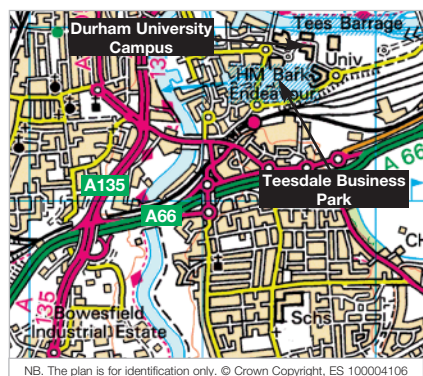 Tees Barrage
Durham University
Campus
Univ
HM Bark
Endeavour
A 66
A135
Teesdale Business
Park
A66
135
Bowesfield
Industrial Estate
Schs
NB. The plan is for identification only. © Crown Copyright, ES 100004106